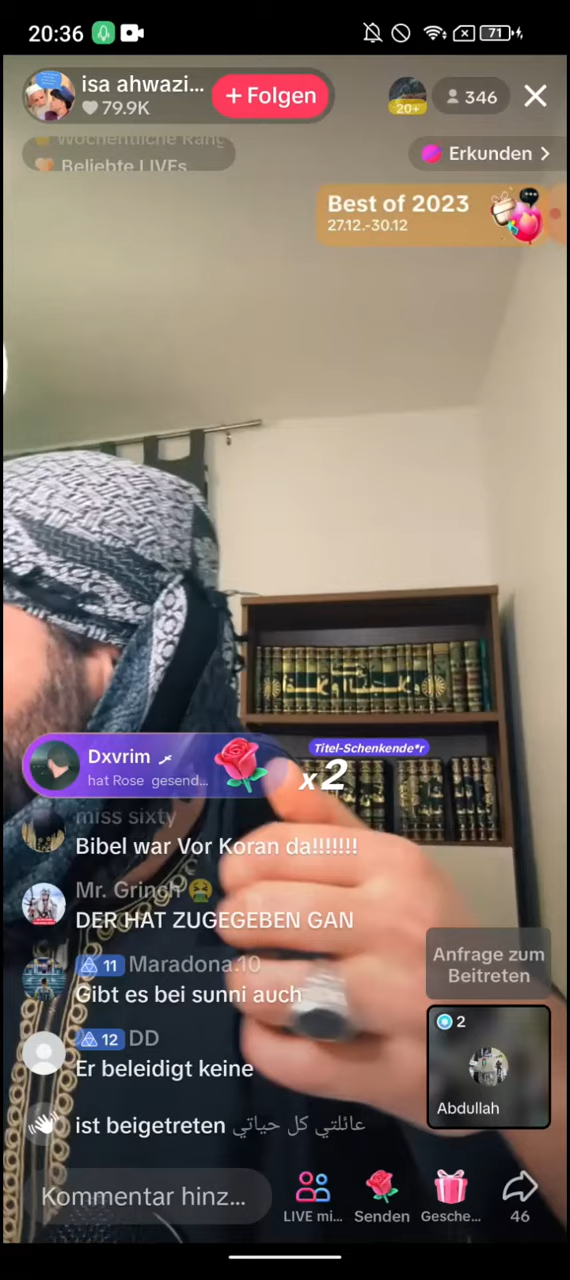 20:36
71
isa ahwazi...
79.9K
+ Folgen
20+
346
Wöchentliche Rang
Beliebte LIVEs
Erkunden >
Best of 2023
27.12.-30.12
Dxvrim
hat Rose gesend...
Titel-Schenkende*r
x2
miss sixty
Bibel war Vor Koran da!!!!!!!
Mr. Grinch 🤮
DER HAT ZUGEGEBEN GAN
11 Maradona.10
Gibt es bei sunni auch
12 DD
Er beleidigt keine
ist beigetreten عائلتي كل حياتي
Anfrage zum
Beitreten
2
Abdullah
Kommentar hinz...
LIVE mi...
Senden
Gesche...
46